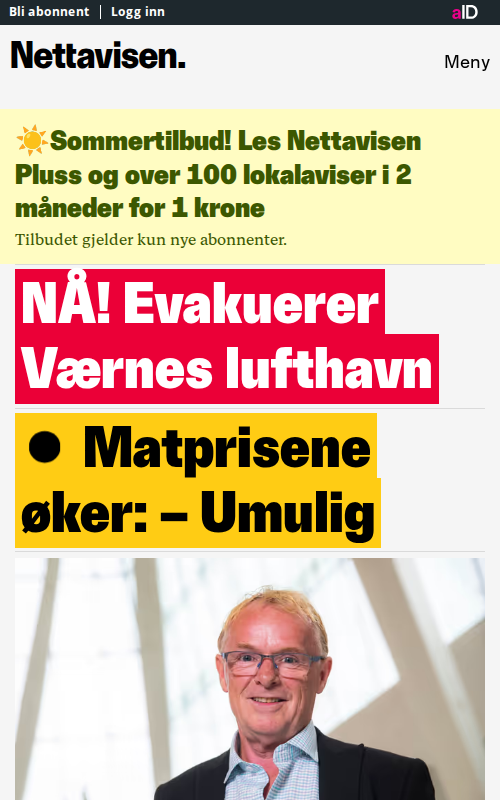 Bli abonnent | Logg inn
aID
Nettavisen.
Meny
☀️Sommertilbud! Les Nettavisen
Pluss og over 100 lokalaviser i 2
måneder for 1 krone
Tilbudet gjelder kun nye abonnenter.
NÅ! Evakuerer
Værnes lufthavn
● Matprisene
øker: – Umulig